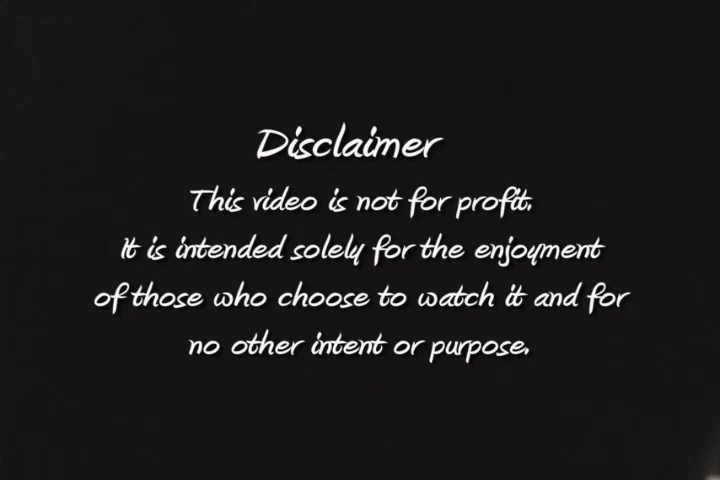 Disclaimer
This video is not for profit.
It is intended solely for the enjoyment
of those who choose to watch it and for
no other intent or purpose.